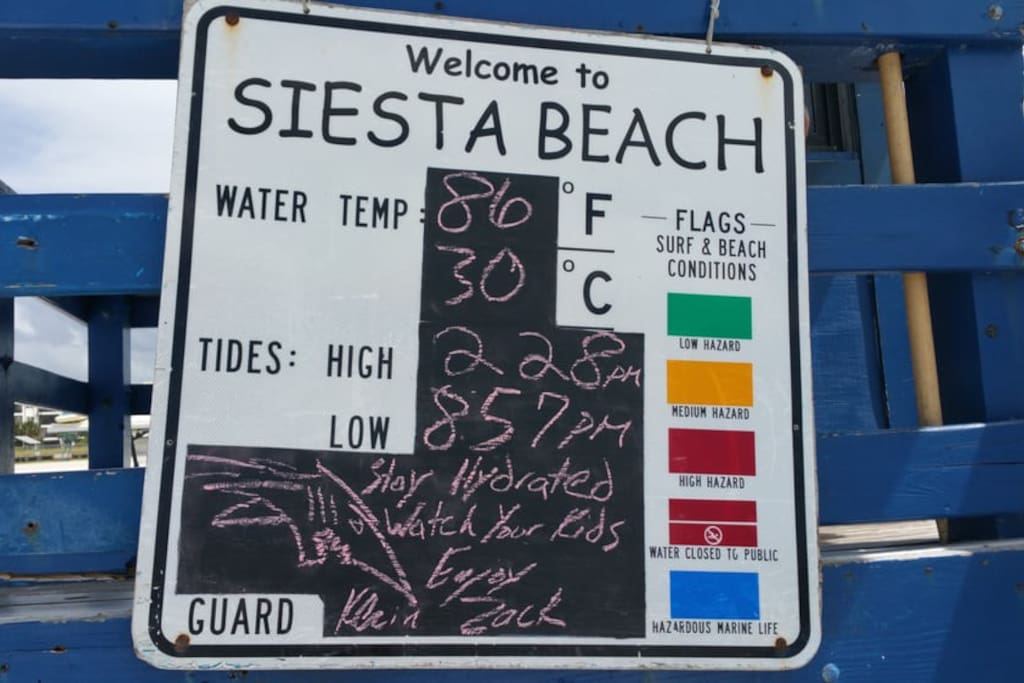 Welcome to
SIESTA BEACH
WATER TEMP: 86 °F
30 °C
TIDES: HIGH 2 28 PM
LOW 8 57 PM
Stay Hydrated
Watch Your Kids
Enjoy
GUARD Zack
FLAGS
SURF & BEACH
CONDITIONS
LOW HAZARD
MEDIUM HAZARD
HIGH HAZARD
WATER CLOSED TO PUBLIC
HAZARDOUS MARINE LIFE